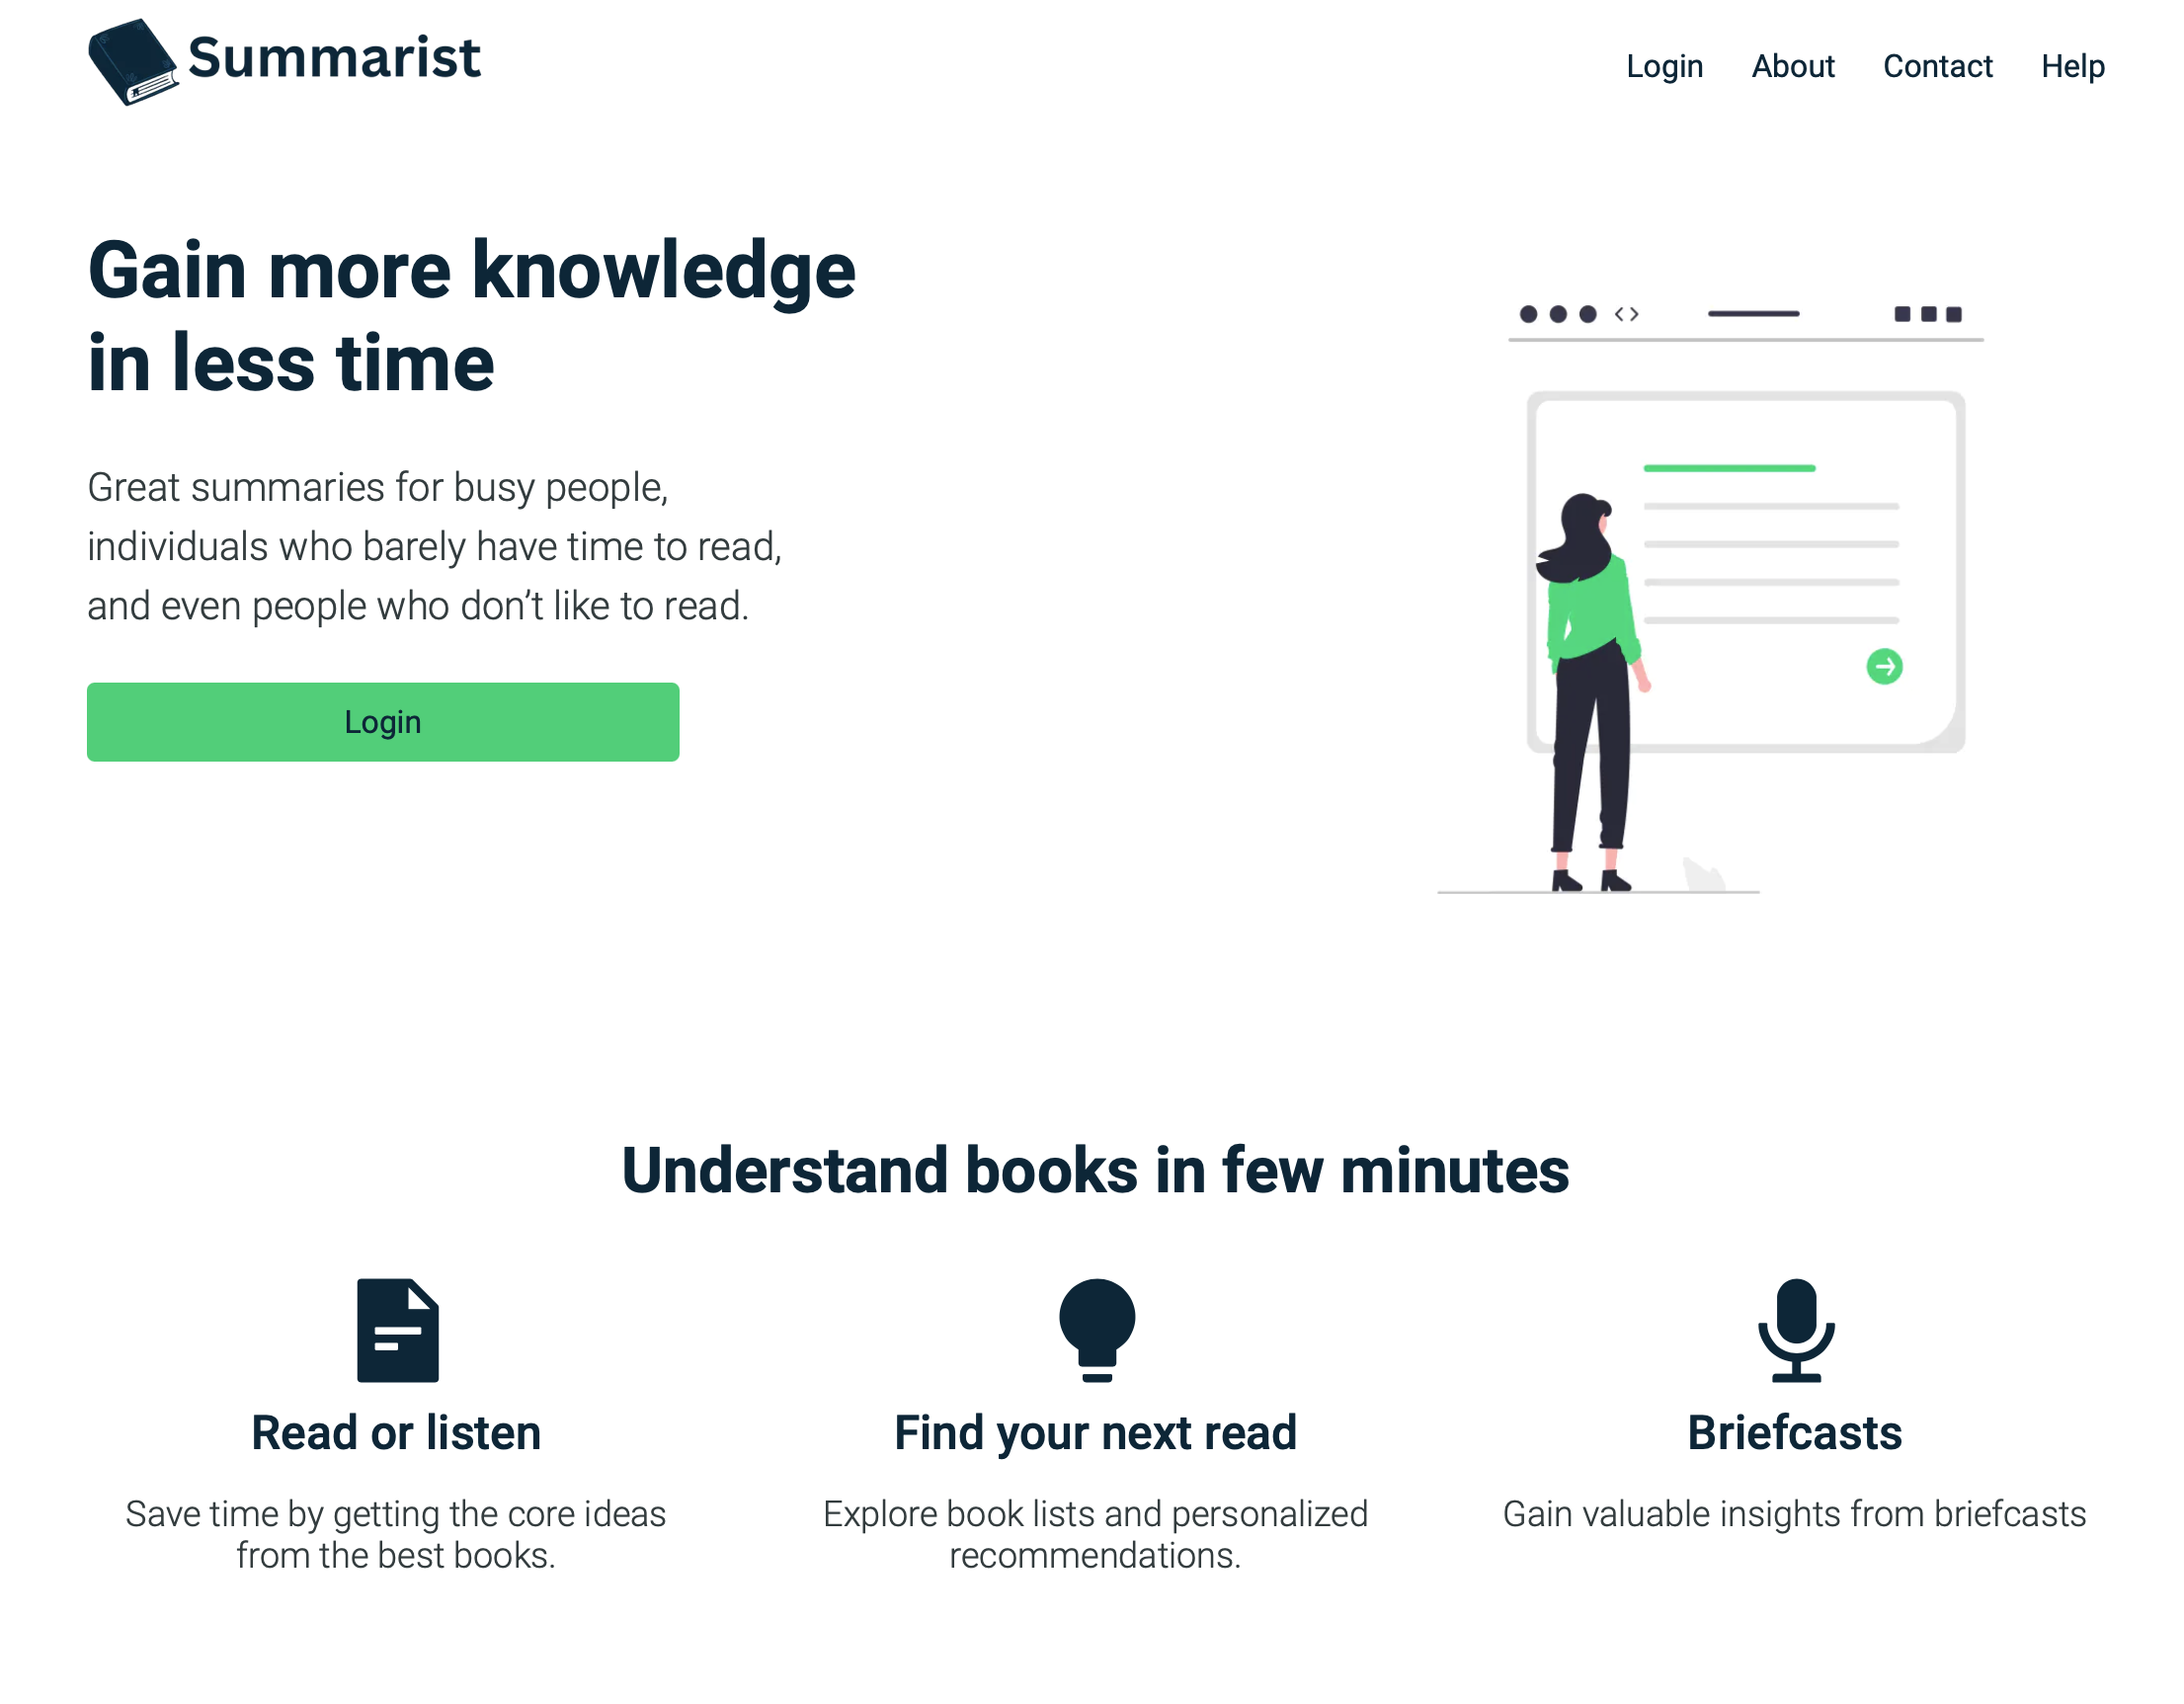 Summarist
Login About Contact Help
Gain more knowledge
in less time
Great summaries for busy people,
individuals who barely have time to read,
and even people who don’t like to read.
Login
Understand books in few minutes
Read or listen
Save time by getting the core ideas
from the best books.
Find your next read
Explore book lists and personalized
recommendations.
Briefcasts
Gain valuable insights from briefcasts